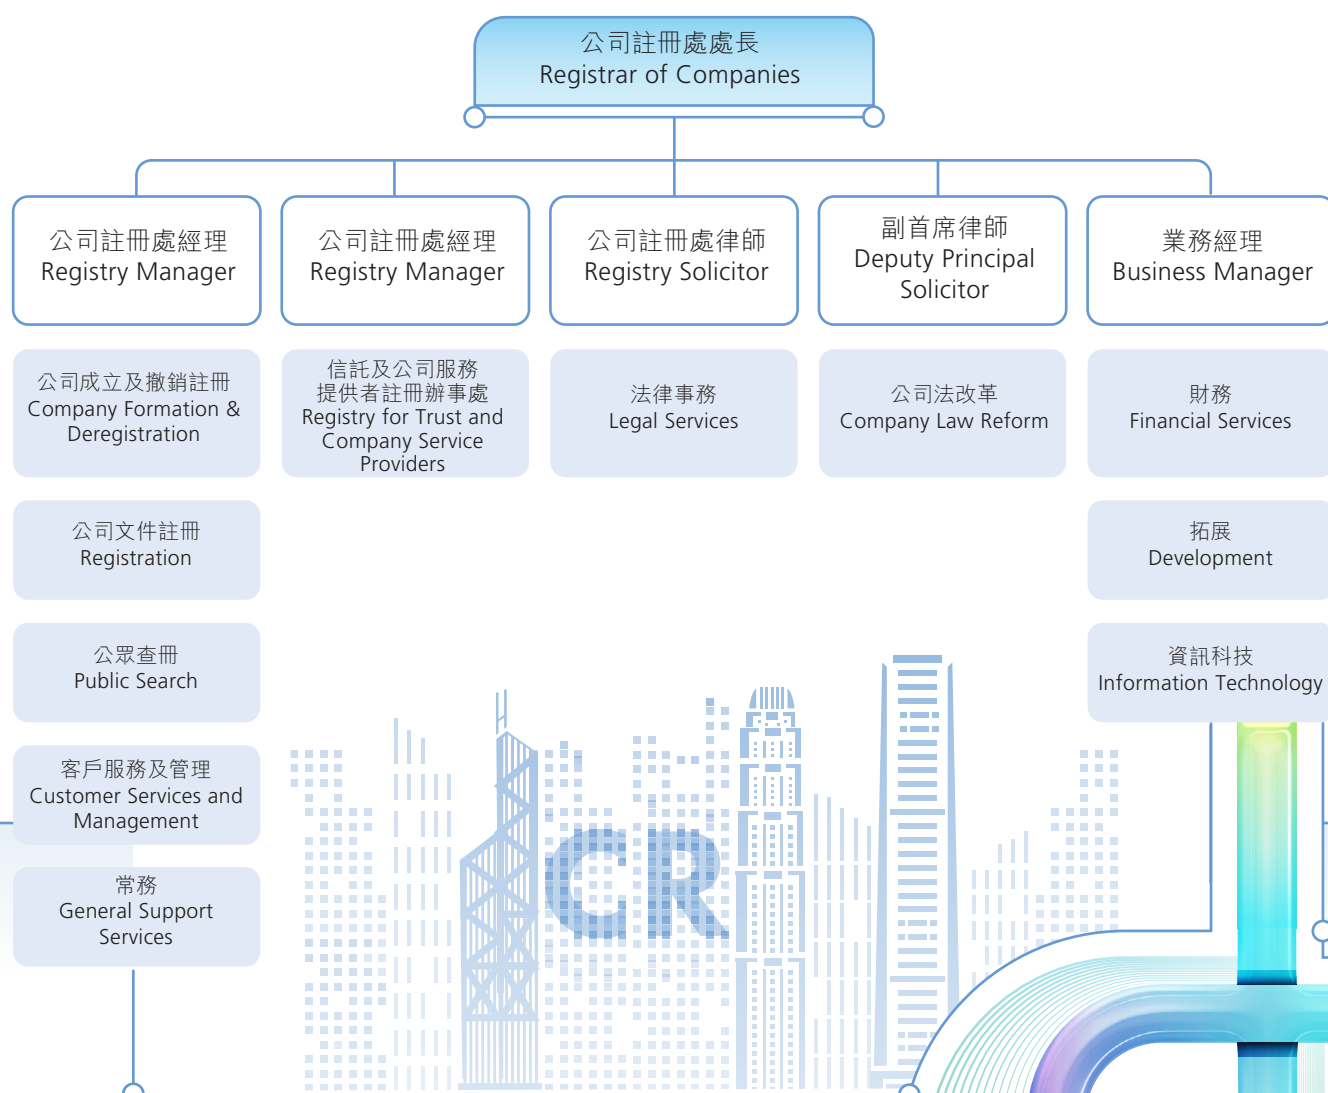 公司註冊處處長
Registrar of Companies
公司註冊處經理
Registry Manager
公司註冊處經理
Registry Manager
公司註冊處律師
Registry Solicitor
副首席律師
Deputy Principal
Solicitor
業務經理
Business Manager
公司成立及撤銷註冊
Company Formation &
Deregistration
信託及公司服務
提供者註冊辦事處
Registry for Trust and
Company Service
Providers
法律事務
Legal Services
公司法改革
Company Law Reform
財務
Financial Services
公司文件註冊
Registration
拓展
Development
公眾查冊
Public Search
資訊科技
Information Technology
客戶服務及管理
Customer Services and
Management
常務
General Support
Services
CR